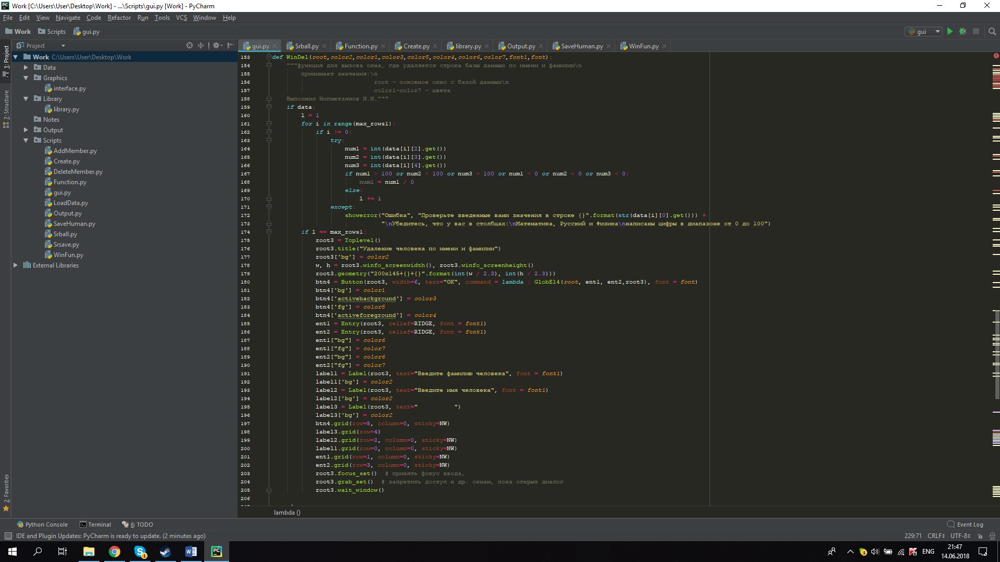 Work [C:\Users\User\Desktop\Work] - ...\Scripts\gui.py [Work] - PyCharm
File Edit View Navigate Code Refactor Run Tools VCS Window Help
Work Scripts gui.py gui
Project
gui.py Srball.py Function.py Create.py library.py Output.py SaveHuman.py WinFun.py
1: Project
7: Structure
2: Favorites
Work C:\Users\User\Desktop\Work
Data
Graphics
interface.py
Library
library.py
Notes
Output
Scripts
AddMember.py
Create.py
DeleteMember.py
Function.py
gui.py
LoadData.py
Output.py
SaveHuman.py
Srball.py
Srsave.py
WinFun.py
External Libraries
153 def WinDel(root,color2,color1,color3,color5,color4,color6,color7,font1,font):
154 """функция для вызова окна, где удаляется строка базы данных по имени и фамилии\n
155 принимает значения:\n
156 root - основное окно с базой данных\n
157 color1-color7 - цвета
158 Выполнил Нигметзянов И.И."""
159 if data:
160 l = 1
161 for i in range(max_rows1):
162 if i != 0:
163 try:
164 num1 = int(data[i][2].get())
165 num2 = int(data[i][3].get())
166 num3 = int(data[i][4].get())
167 if num1 > 100 or num2 > 100 or num3 > 100 or num1 < 0 or num2 < 0 or num3 < 0:
168 num1 = num1 / 0
169 else:
170 l += 1
171 except:
172 showerror("Ошибка", "Проверьте введенные вами значения в строке {}".format(str(data[i][0].get())) +
173 "\nУбедитесь, что у вас в столбцах:\nМатематика, Русский и Физика\nнаписаны цифры в диапазоне от 0 до 100")
174 if l == max_rows1:
175 root3 = Toplevel()
176 root3.title("Удаление человека по имени и фамилии")
177 root3['bg'] = color2
178 w, h = root3.winfo_screenwidth(), root3.winfo_screenheight()
179 root3.geometry("200x145+{}+{}".format(int(w / 2.3), int(h / 2.3)))
180 btn4 = Button(root3, width=6, text="OK", command = lambda : GlobEl4(root, ent1, ent2,root3), font = font)
181 btn4['bg'] = color1
182 btn4['activebackground'] = color3
183 btn4['fg'] = color5
184 btn4['activeforeground'] = color4
185 ent1 = Entry(root3, relief=RIDGE, font = font1)
186 ent2 = Entry(root3, relief=RIDGE, font = font1)
187 ent1["bg"] = color6
188 ent1["fg"] = color7
189 ent2["bg"] = color6
190 ent2["fg"] = color7
191 label1 = Label(root3, text="Введите фамилию человека", font = font1)
192 label1['bg'] = color2
193 label2 = Label(root3, text="Введите имя человека", font = font1)
194 label2['bg'] = color2
195 label3 = Label(root3, text="          ")
196 label3['bg'] = color2
197 btn4.grid(row=5, column=0, sticky=NW)
198 label3.grid(row=4)
199 label2.grid(row=2, column=0, sticky=NW)
200 label1.grid(row=0, column=0, sticky=NW)
201 ent1.grid(row=1, column=0, sticky=NW)
202 ent2.grid(row=3, column=0, sticky=NW)
203 root3.focus_set() # принять фокус ввода,
204 root3.grab_set() # запретить доступ к др. окнам, пока открыт диалог
205 root3.wait_window()
206
lambda ()
Python Console Terminal 6: TODO Event Log
IDE and Plugin Updates: PyCharm is ready to update. (2 minutes ago) 229:71 CRLF UTF-8
ENG 21:47
14.06.2018